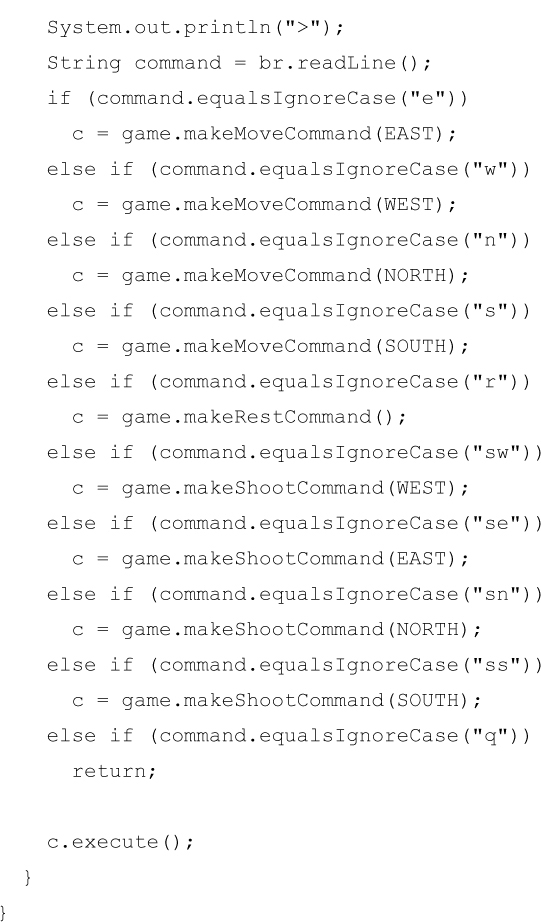 System.out.println(">");
String command = br.readLine();
if (command.equalsIgnoreCase("e"))
c = game.makeMoveCommand(EAST);
else if (command.equalsIgnoreCase("w"))
c = game.makeMoveCommand(WEST);
else if (command.equalsIgnoreCase("n"))
c = game.makeMoveCommand(NORTH);
else if (command.equalsIgnoreCase("s"))
c = game.makeMoveCommand(SOUTH);
else if (command.equalsIgnoreCase("r"))
c = game.makeRestCommand();
else if (command.equalsIgnoreCase("sw"))
c = game.makeShootCommand(WEST);
else if (command.equalsIgnoreCase("se"))
c = game.makeShootCommand(EAST);
else if (command.equalsIgnoreCase("sn"))
c = game.makeShootCommand(NORTH);
else if (command.equalsIgnoreCase("ss"))
c = game.makeShootCommand(SOUTH);
else if (command.equalsIgnoreCase("q"))
return;
c.execute();
}
}